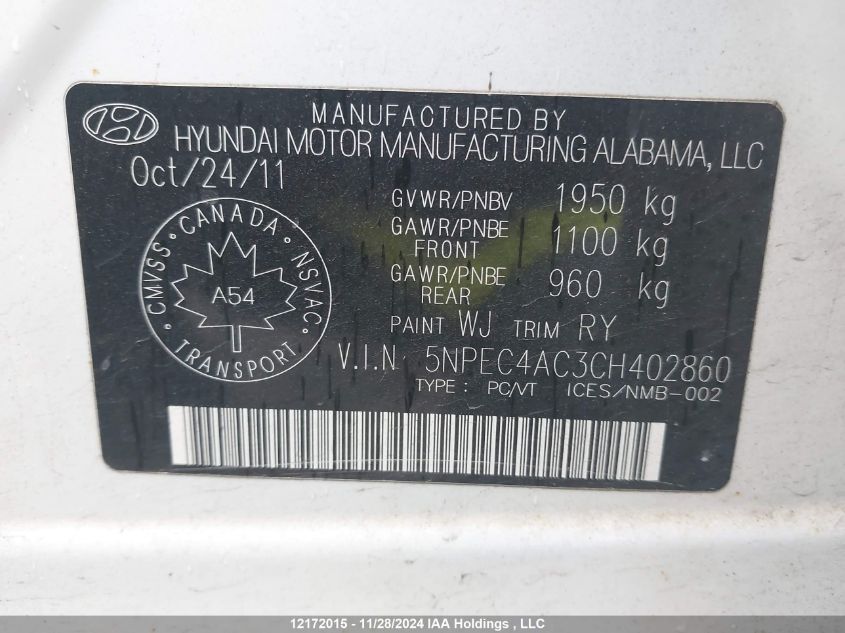 MANUFACTURED BY
HYUNDAI MOTOR MANUFACTURING ALABAMA, LLC
Oct/24/11
GVWR/PNBV 1950 kg
GAWR/PNBE FRONT 1100 kg
GAWR/PNBE REAR 960 kg
PAINT WJ TRIM RY
CANADA
CMVSS · NSVAC
A54
TRANSPORT
V.I.N 5NPEC4AC3CH402860
TYPE : PC/VT ICES/NMB-002
12172015 - 11/28/2024 IAA Holdings , LLC